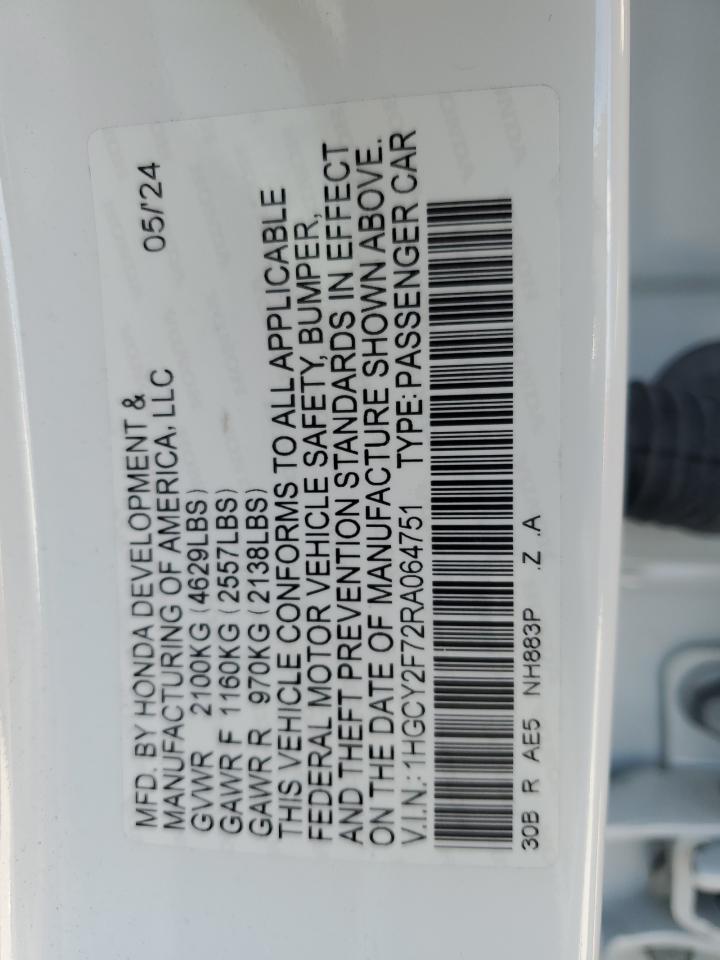 MFD. BY HONDA DEVELOPMENT & 05/'24
MANUFACTURING OF AMERICA, LLC
GVWR 2100KG (4629LBS)
GAWR F 1160KG (2557LBS)
GAWR R 970KG (2138LBS)
THIS VEHICLE CONFORMS TO ALL APPLICABLE
FEDERAL MOTOR VEHICLE SAFETY, BUMPER,
AND THEFT PREVENTION STANDARDS IN EFFECT
ON THE DATE OF MANUFACTURE SHOWN ABOVE.
V.I.N.: 1HGCY2F72RA064751 TYPE: PASSENGER CAR
30B R AE5 NH883P .Z .A